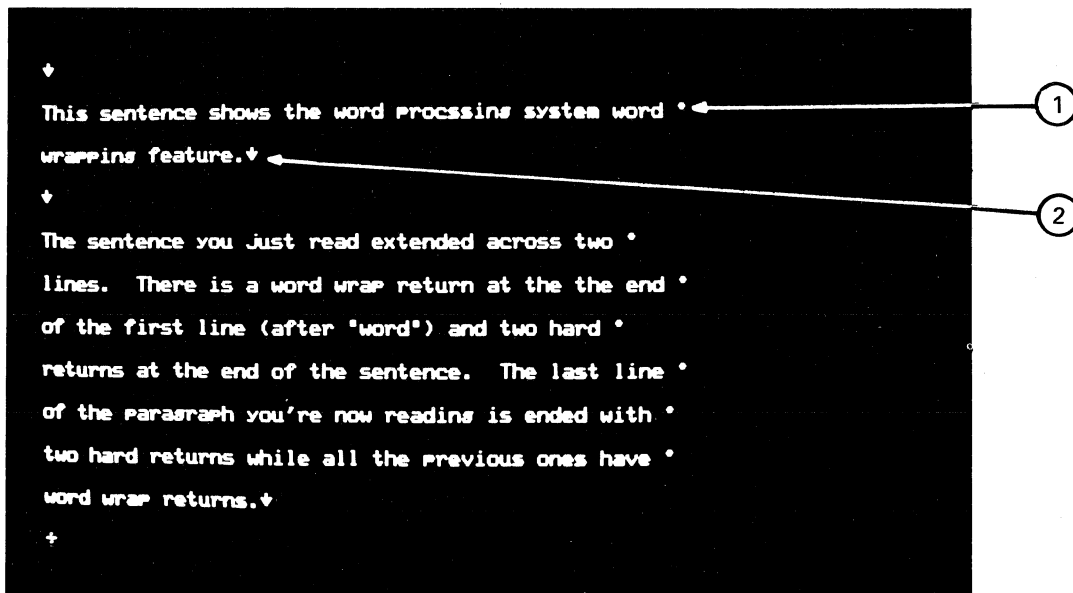 ↓
This sentence shows the word procssing system word • 1
wrapping feature.↓ 2
↓
The sentence you just read extended across two •
lines.  There is a word wrap return at the the end •
of the first line (after "word") and two hard •
returns at the end of the sentence.  The last line •
of the paragraph you're now reading is ended with •
two hard returns while all the previous ones have •
word wrap returns.↓
+